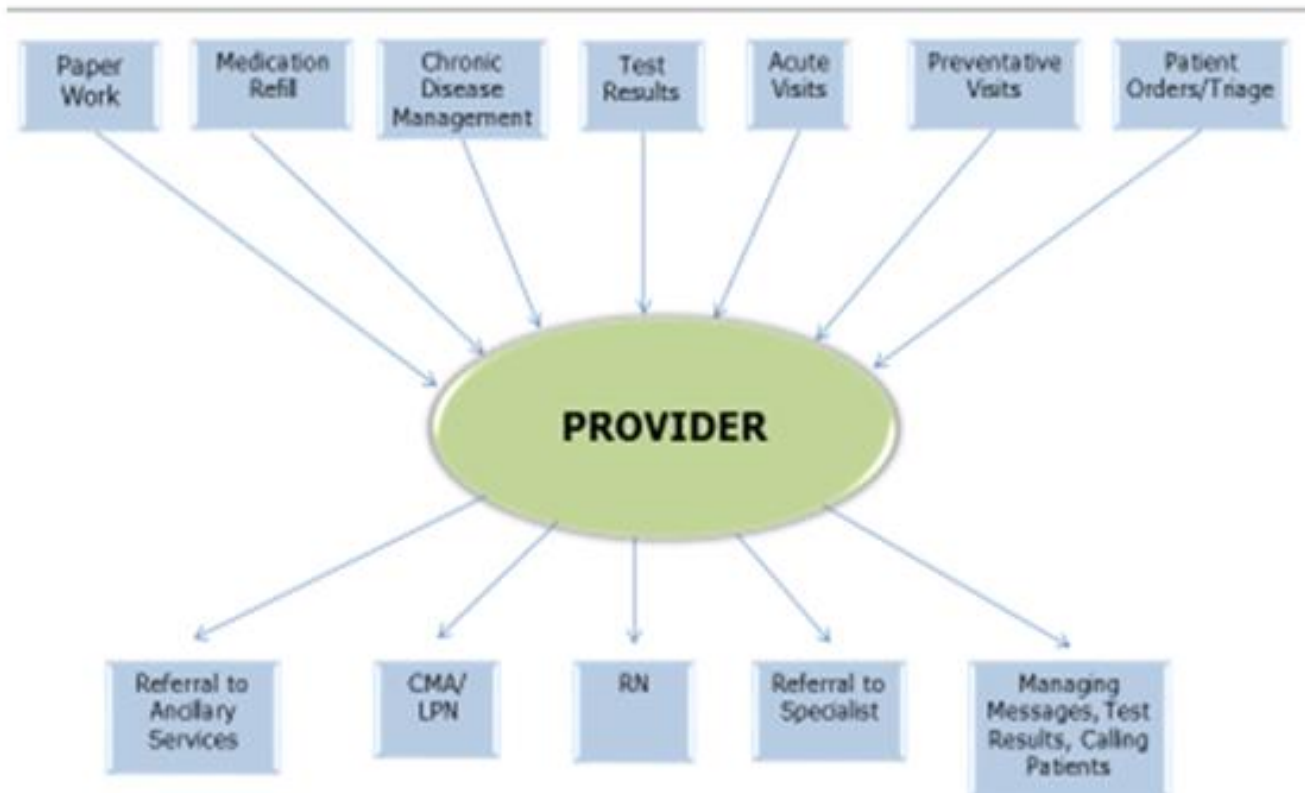 Paper
Work
Medication
Refill
Chronic
Disease
Management
Test
Results
Acute
Visits
Preventative
Visits
Patient
Orders/Triage
PROVIDER
Referral to
Ancillary
Services
CMA/
LPN
RN
Referral to
Specialist
Managing
Messages, Test
Results, Calling
Patients